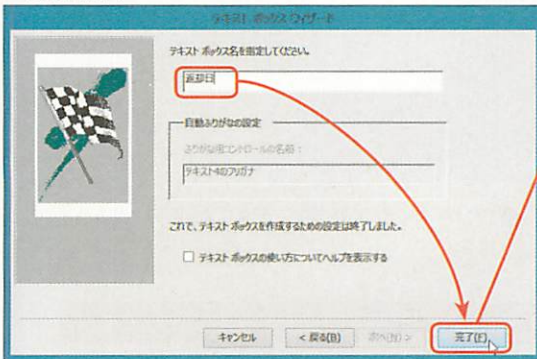 テキスト ボックス ウィザード
テキスト ボックス名を指定してください。
返却日
自動ふりがなの設定
ふりがな用コントロールの名前：
テキスト4のフリガナ
これで、テキスト ボックスを作成するための設定は終了しました。
テキスト ボックスの使い方についてヘルプを表示する
キャンセル < 戻る(B) 次へ(N) > 完了(F)